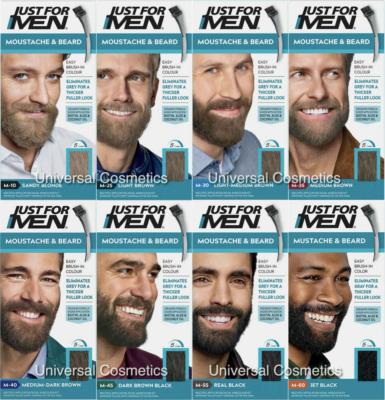 JUST FOR MEN
MOUSTACHE & BEARD
EASY BRUSH-IN COLOUR
ELIMINATES GREY FOR A THICKER FULLER LOOK
M-10 SANDY BLONDE
JUST FOR MEN
MOUSTACHE & BEARD
EASY BRUSH-IN COLOUR
ELIMINATES GREY FOR A THICKER FULLER LOOK
M-25 LIGHT BROWN
JUST FOR MEN
MOUSTACHE & BEARD
EASY BRUSH-IN COLOUR
ELIMINATES GREY FOR A THICKER FULLER LOOK
M-30 LIGHT-MEDIUM BROWN
JUST FOR MEN
MOUSTACHE & BEARD
EASY BRUSH-IN COLOUR
ELIMINATES GREY FOR A THICKER FULLER LOOK
M-35 MEDIUM BROWN
Universal Cosmetics
Universal Cosmetics
JUST FOR MEN
MOUSTACHE & BEARD
EASY BRUSH-IN COLOUR
ELIMINATES GREY FOR A THICKER FULLER LOOK
M-40 MEDIUM-DARK BROWN
JUST FOR MEN
MOUSTACHE & BEARD
EASY BRUSH-IN COLOUR
ELIMINATES GREY FOR A THICKER FULLER LOOK
M-45 DARK BROWN BLACK
JUST FOR MEN
MOUSTACHE & BEARD
EASY BRUSH-IN COLOUR
ELIMINATES GREY FOR A THICKER FULLER LOOK
M-55 REAL BLACK
JUST FOR MEN
MOUSTACHE & BEARD
EASY BRUSH-IN COLOUR
ELIMINATES GREY FOR A THICKER FULLER LOOK
M-60 JET BLACK
Universal Cosmetics
Universal Cosmetics